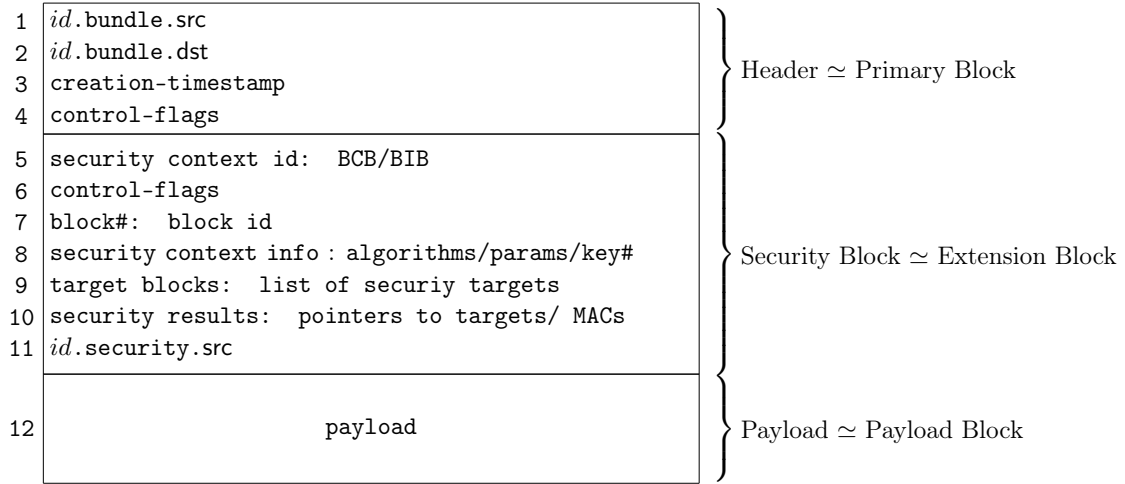 1 id.bundle.src
2 id.bundle.dst
3 creation-timestamp
4 control-flags
Header ≃ Primary Block
5 security context id: BCB/BIB
6 control-flags
7 block#: block id
8 security context info : algorithms/params/key#
9 target blocks: list of securiy targets
10 security results: pointers to targets/ MACs
11 id.security.src
Security Block ≃ Extension Block
12 payload
Payload ≃ Payload Block